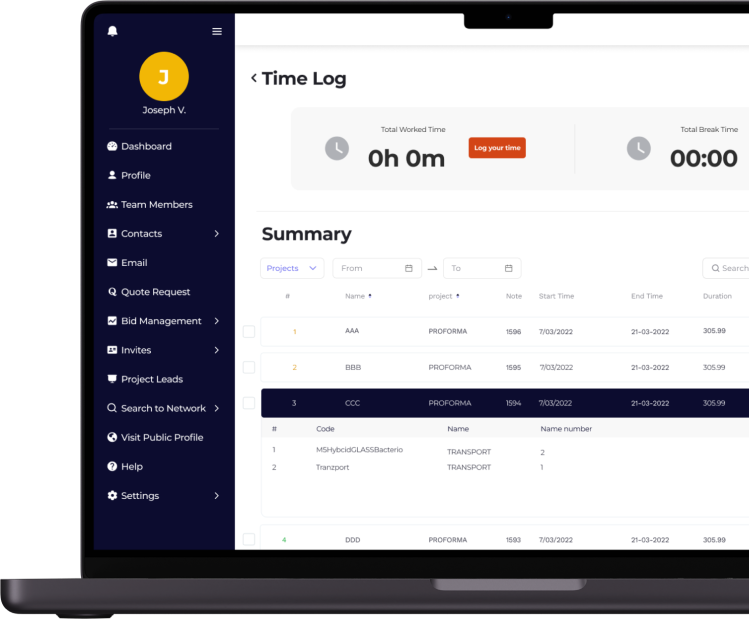 J
Joseph V.
Dashboard
Profile
Team Members
Contacts
Email
Quote Request
Bid Management
Invites
Project Leads
Search to Network
Visit Public Profile
Help
Settings
Time Log
Total Worked Time
0h 0m
Log your time
Total Break Time
00:00
Summary
Projects From To Search
# Name project Note Start Time End Time Duration
1 AAA PROFORMA 1596 7/03/2022 21-03-2022 305.99
2 BBB PROFORMA 1595 7/03/2022 21-03-2022 305.99
3 CCC PROFORMA 1594 7/03/2022 21-03-2022 305.99
# Code Name Name number
1 MSHybcidGLASSBacterio TRANSPORT 2
2 Tranzport TRANSPORT 1
4 DDD PROFORMA 1593 7/03/2022 21-03-2022 305.99